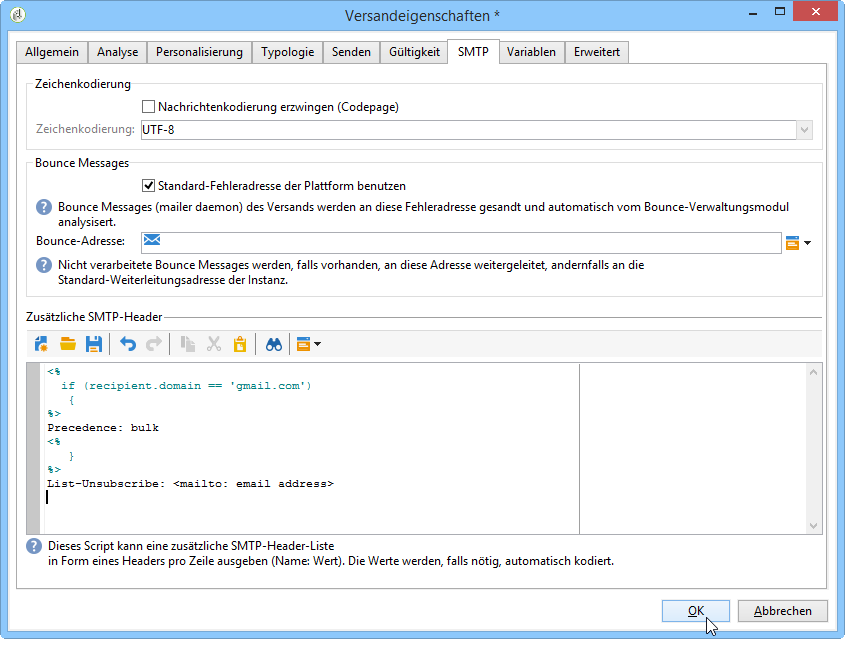 Versandeigenschaften *
Allgemein Analyse Personalisierung Typologie Senden Gültigkeit SMTP Variablen Erweitert
Zeichenkodierung
Nachrichtenkodierung erzwingen (Codepage)
Zeichenkodierung: UTF-8
Bounce Messages
Standard-Fehleradresse der Plattform benutzen
Bounce Messages (mailer daemon) des Versands werden an diese Fehleradresse gesandt und automatisch vom Bounce-Verwaltungsmodul
analysiert.
Bounce-Adresse:
Nicht verarbeitete Bounce Messages werden, falls vorhanden, an diese Adresse weitergeleitet, andernfalls an die
Standard-Weiterleitungsadresse der Instanz.
Zusätzliche SMTP-Header
<%
if (recipient.domain == 'gmail.com')
{
%>
Precedence: bulk
<%
}
%>
List-Unsubscribe: <mailto: email address>
Dieses Script kann eine zusätzliche SMTP-Header-Liste
in Form eines Headers pro Zeile ausgeben (Name: Wert). Die Werte werden, falls nötig, automatisch kodiert.
OK Abbrechen